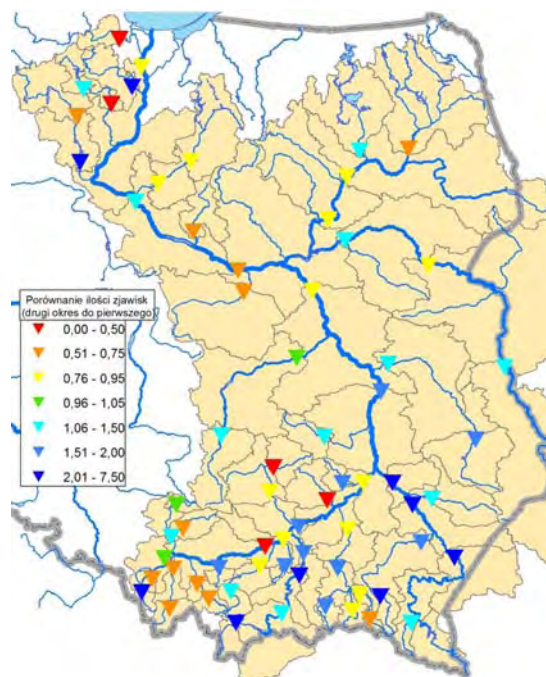 Porównanie ilości zjawisk
(drugi okres do pierwszego)
0,00 - 0,50
0,51 - 0,75
0,76 - 0,95
0,96 - 1,05
1,06 - 1,50
1,51 - 2,00
2,01 - 7,50